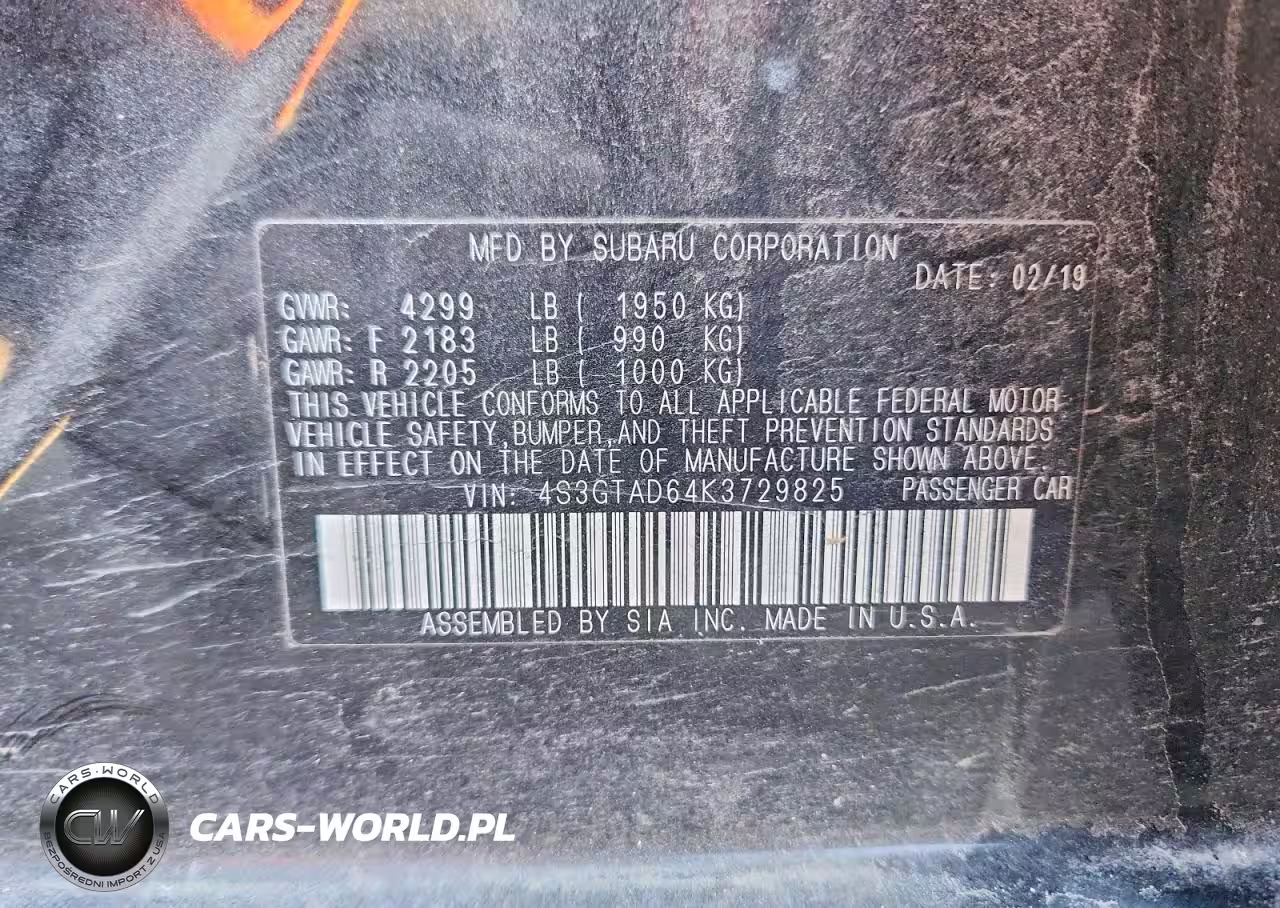 MFD BY SUBARU CORPORATION
DATE: 02/19
GVWR: 4299 LB ( 1950 KG)
GAWR: F 2183 LB ( 990 KG)
GAWR: R 2205 LB ( 1000 KG)
THIS VEHICLE CONFORMS TO ALL APPLICABLE FEDERAL MOTOR
VEHICLE SAFETY,BUMPER,AND THEFT PREVENTION STANDARDS
IN EFFECT ON THE DATE OF MANUFACTURE SHOWN ABOVE.
VIN: 4S3GTAD64K3729825 PASSENGER CAR
ASSEMBLED BY SIA INC. MADE IN U.S.A.
CARS-WORLD
CW
BEZPOŚREDNI IMPORT Z USA
CARS-WORLD.PL